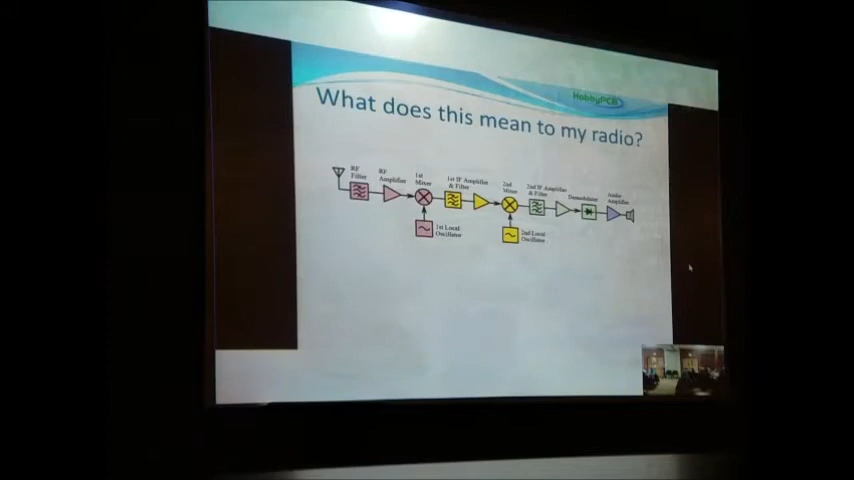 HobbyPCB
What does this mean to my radio?
RF
Filter
RF
Amplifier
1st
Mixer
1st IF Amplifier
& Filter
2nd
Mixer
2nd IF Amplifier
& Filter
Demodulator
Audio
Amplifier
1st Local
Oscillator
2nd Local
Oscillator